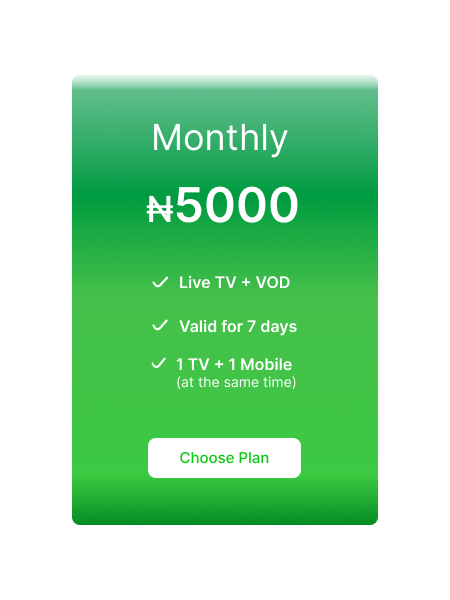 Monthly
₦5000
Live TV + VOD
Valid for 7 days
1 TV + 1 Mobile
(at the same time)
Choose Plan